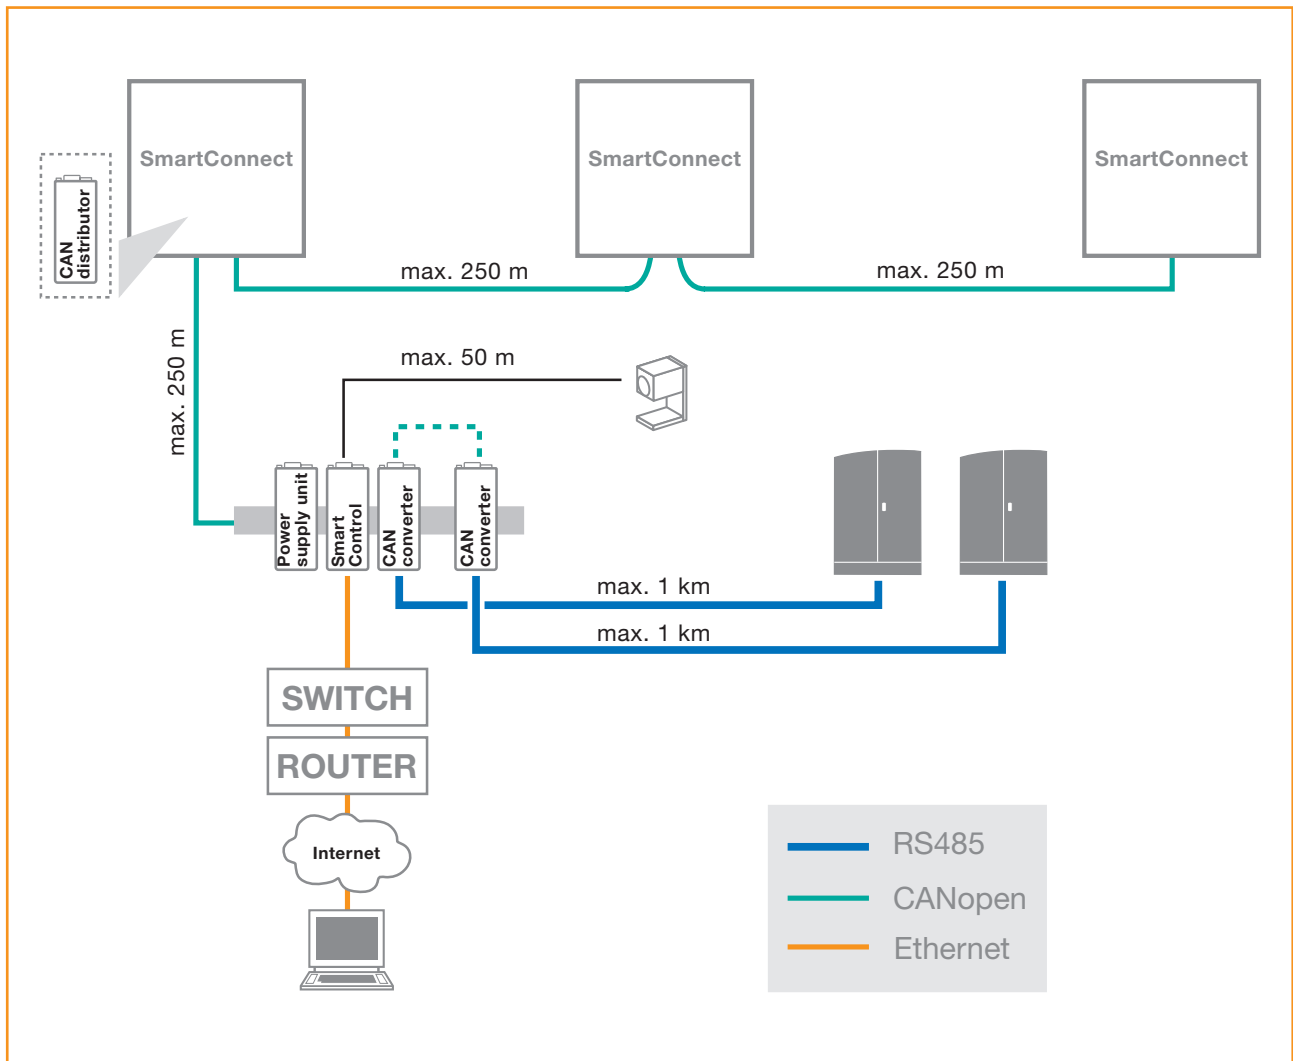 SmartConnect
SmartConnect
SmartConnect
CAN
distributor
max. 250 m
max. 250 m
max. 250 m
max. 50 m
Power
supply unit
Smart
Control
CAN
converter
CAN
converter
max. 1 km
max. 1 km
SWITCH
ROUTER
Internet
RS485
CANopen
Ethernet